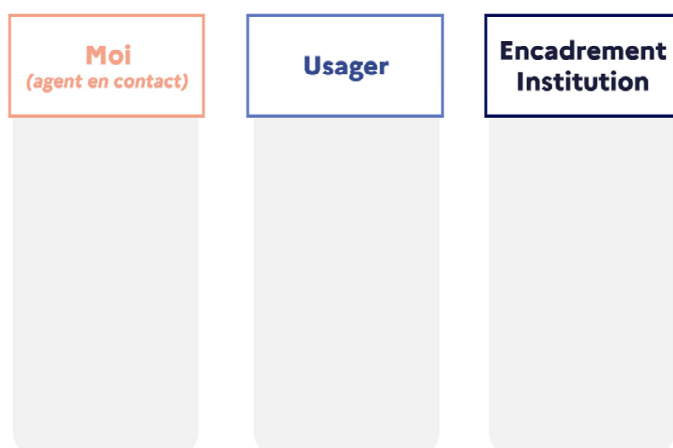 Moi
(agent en contact)
Usager
Encadrement
Institution